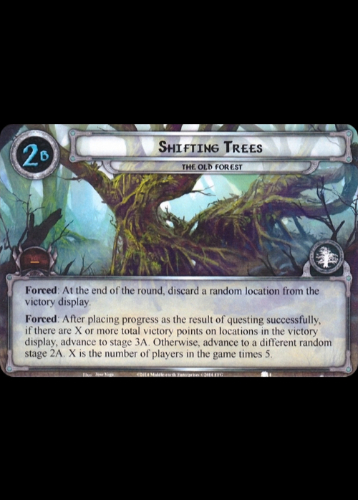 2B
SHIFTING TREES
THE OLD FOREST
Forced: At the end of the round, discard a random location from the
victory display.
Forced: After placing progress as the result of questing successfully,
if there are X or more total victory points on locations in the victory
display, advance to stage 3A. Otherwise, advance to a different random
stage 2A. X is the number of players in the game times 5.